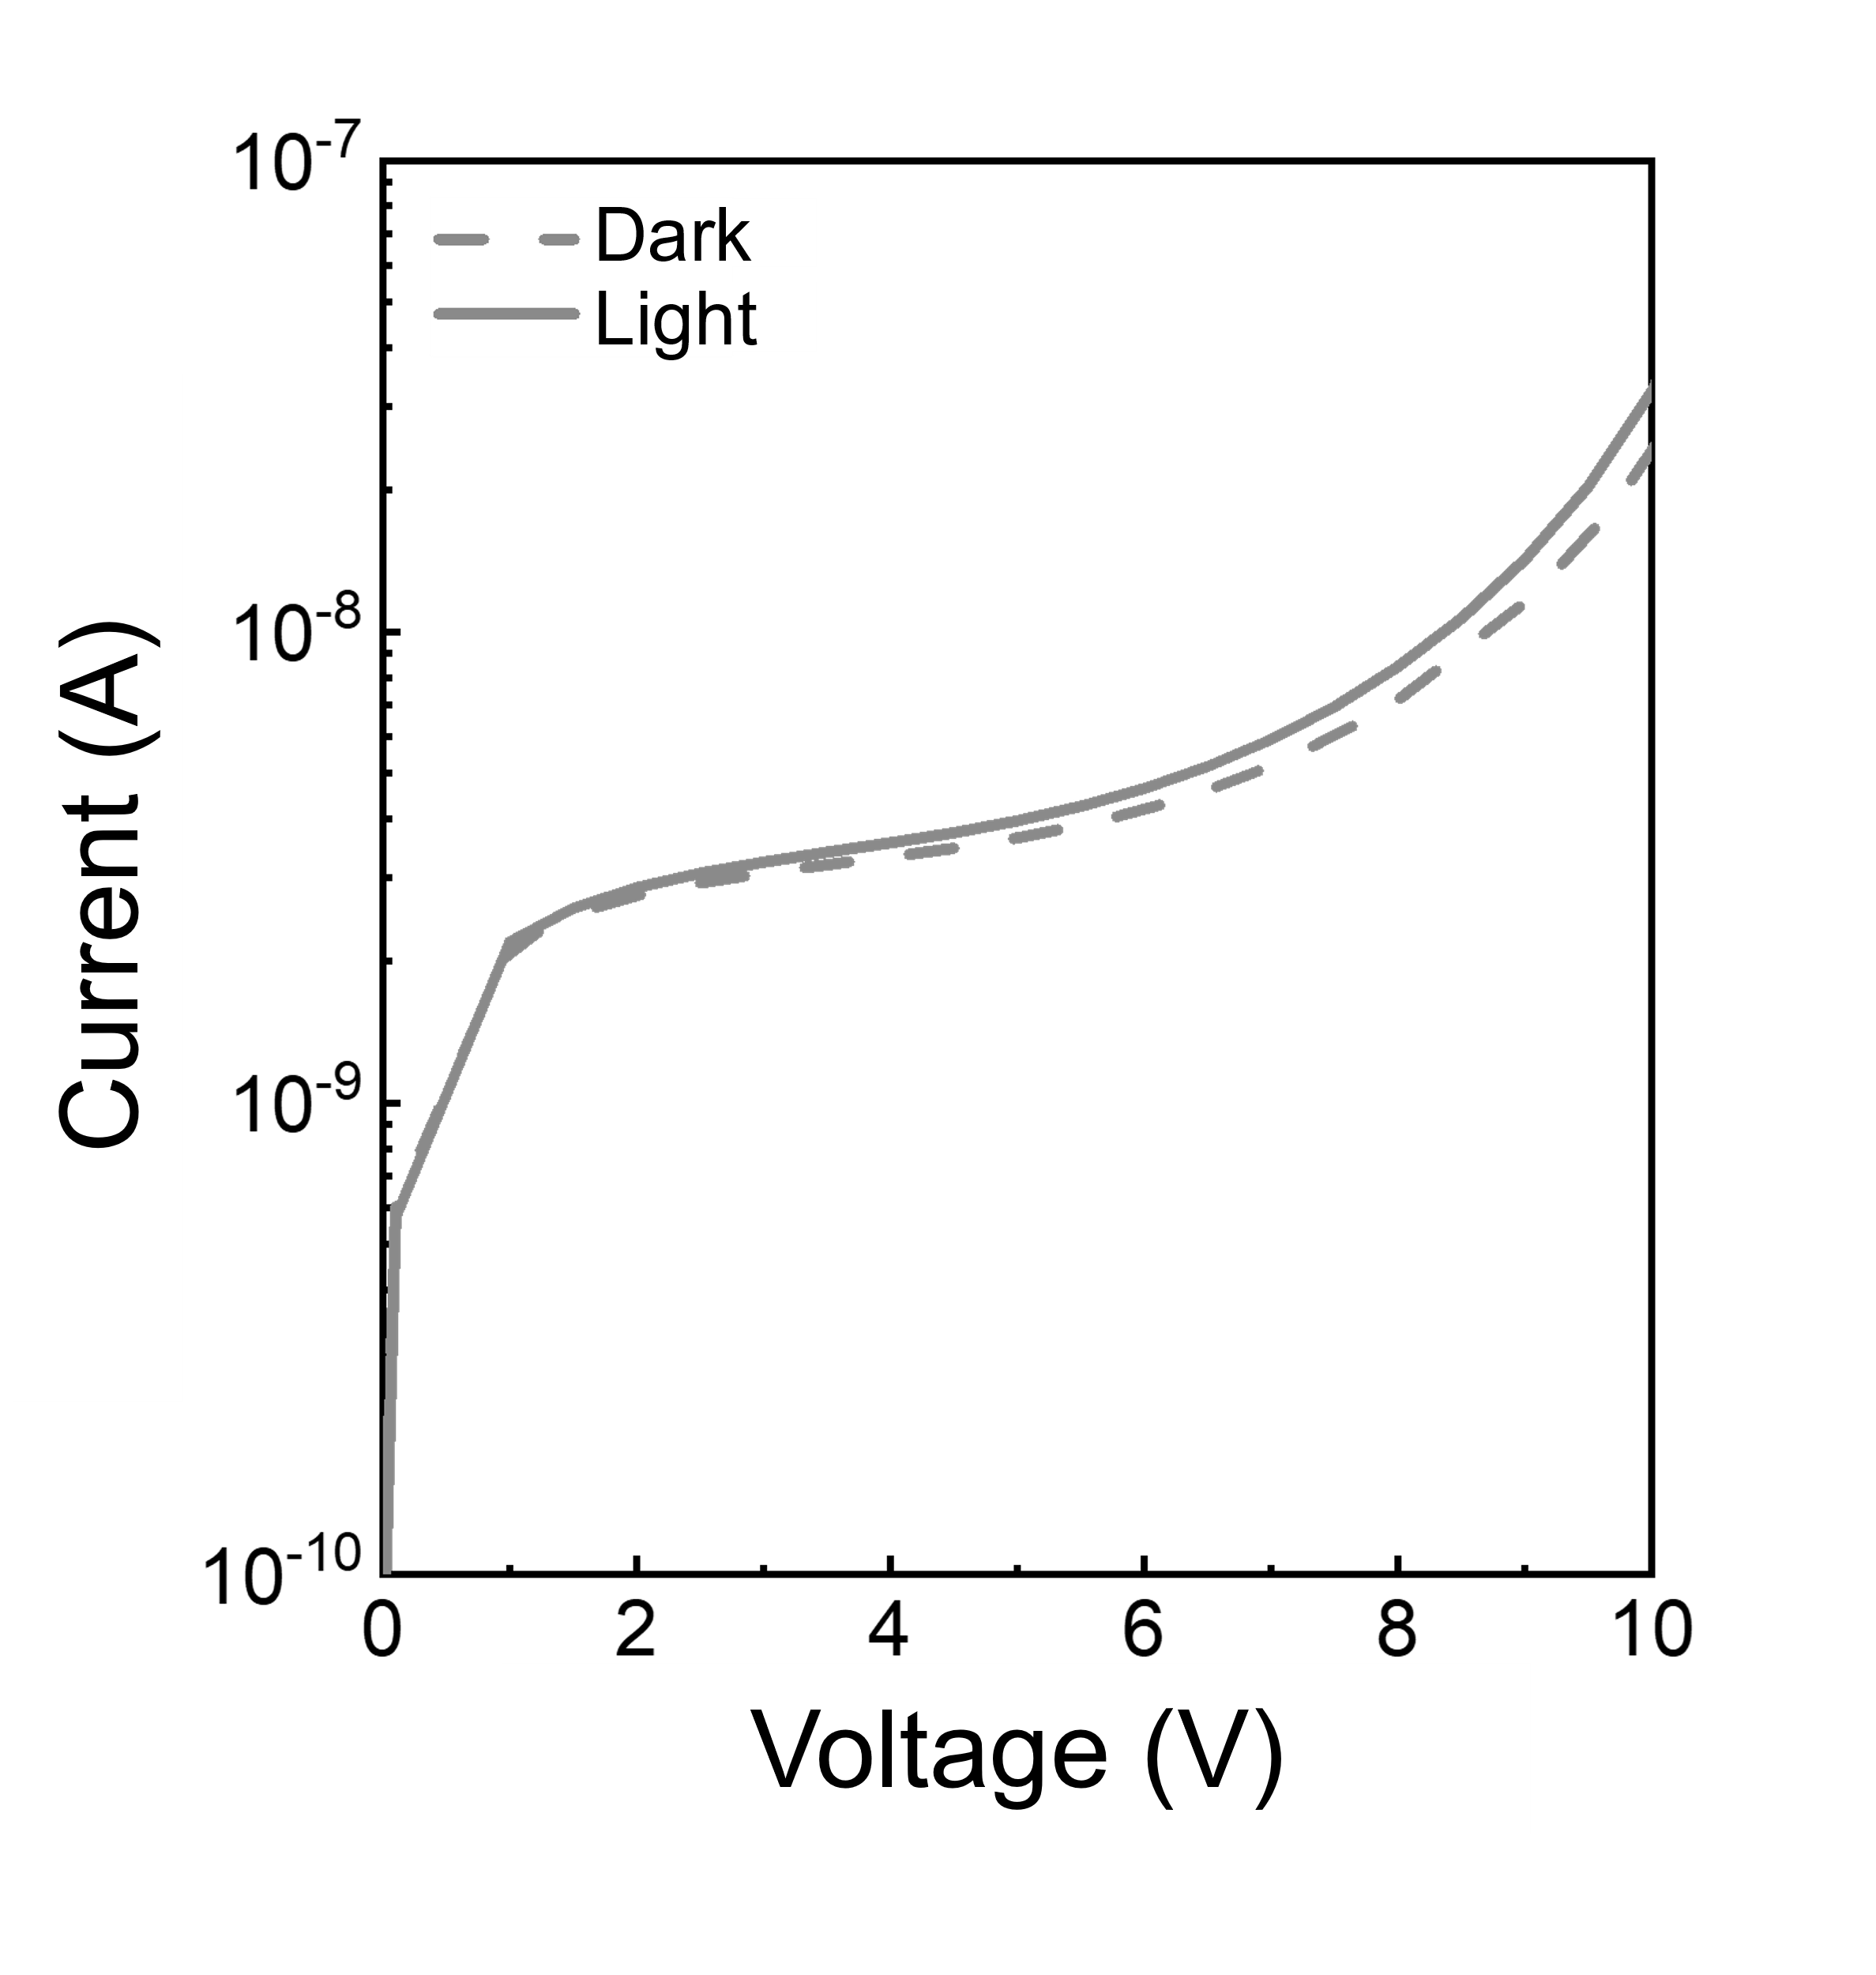 10⁻⁷
Dark
Light
10⁻⁸
10⁻⁹
10⁻¹⁰
Current (A)
0 2 4 6 8 10
Voltage (V)